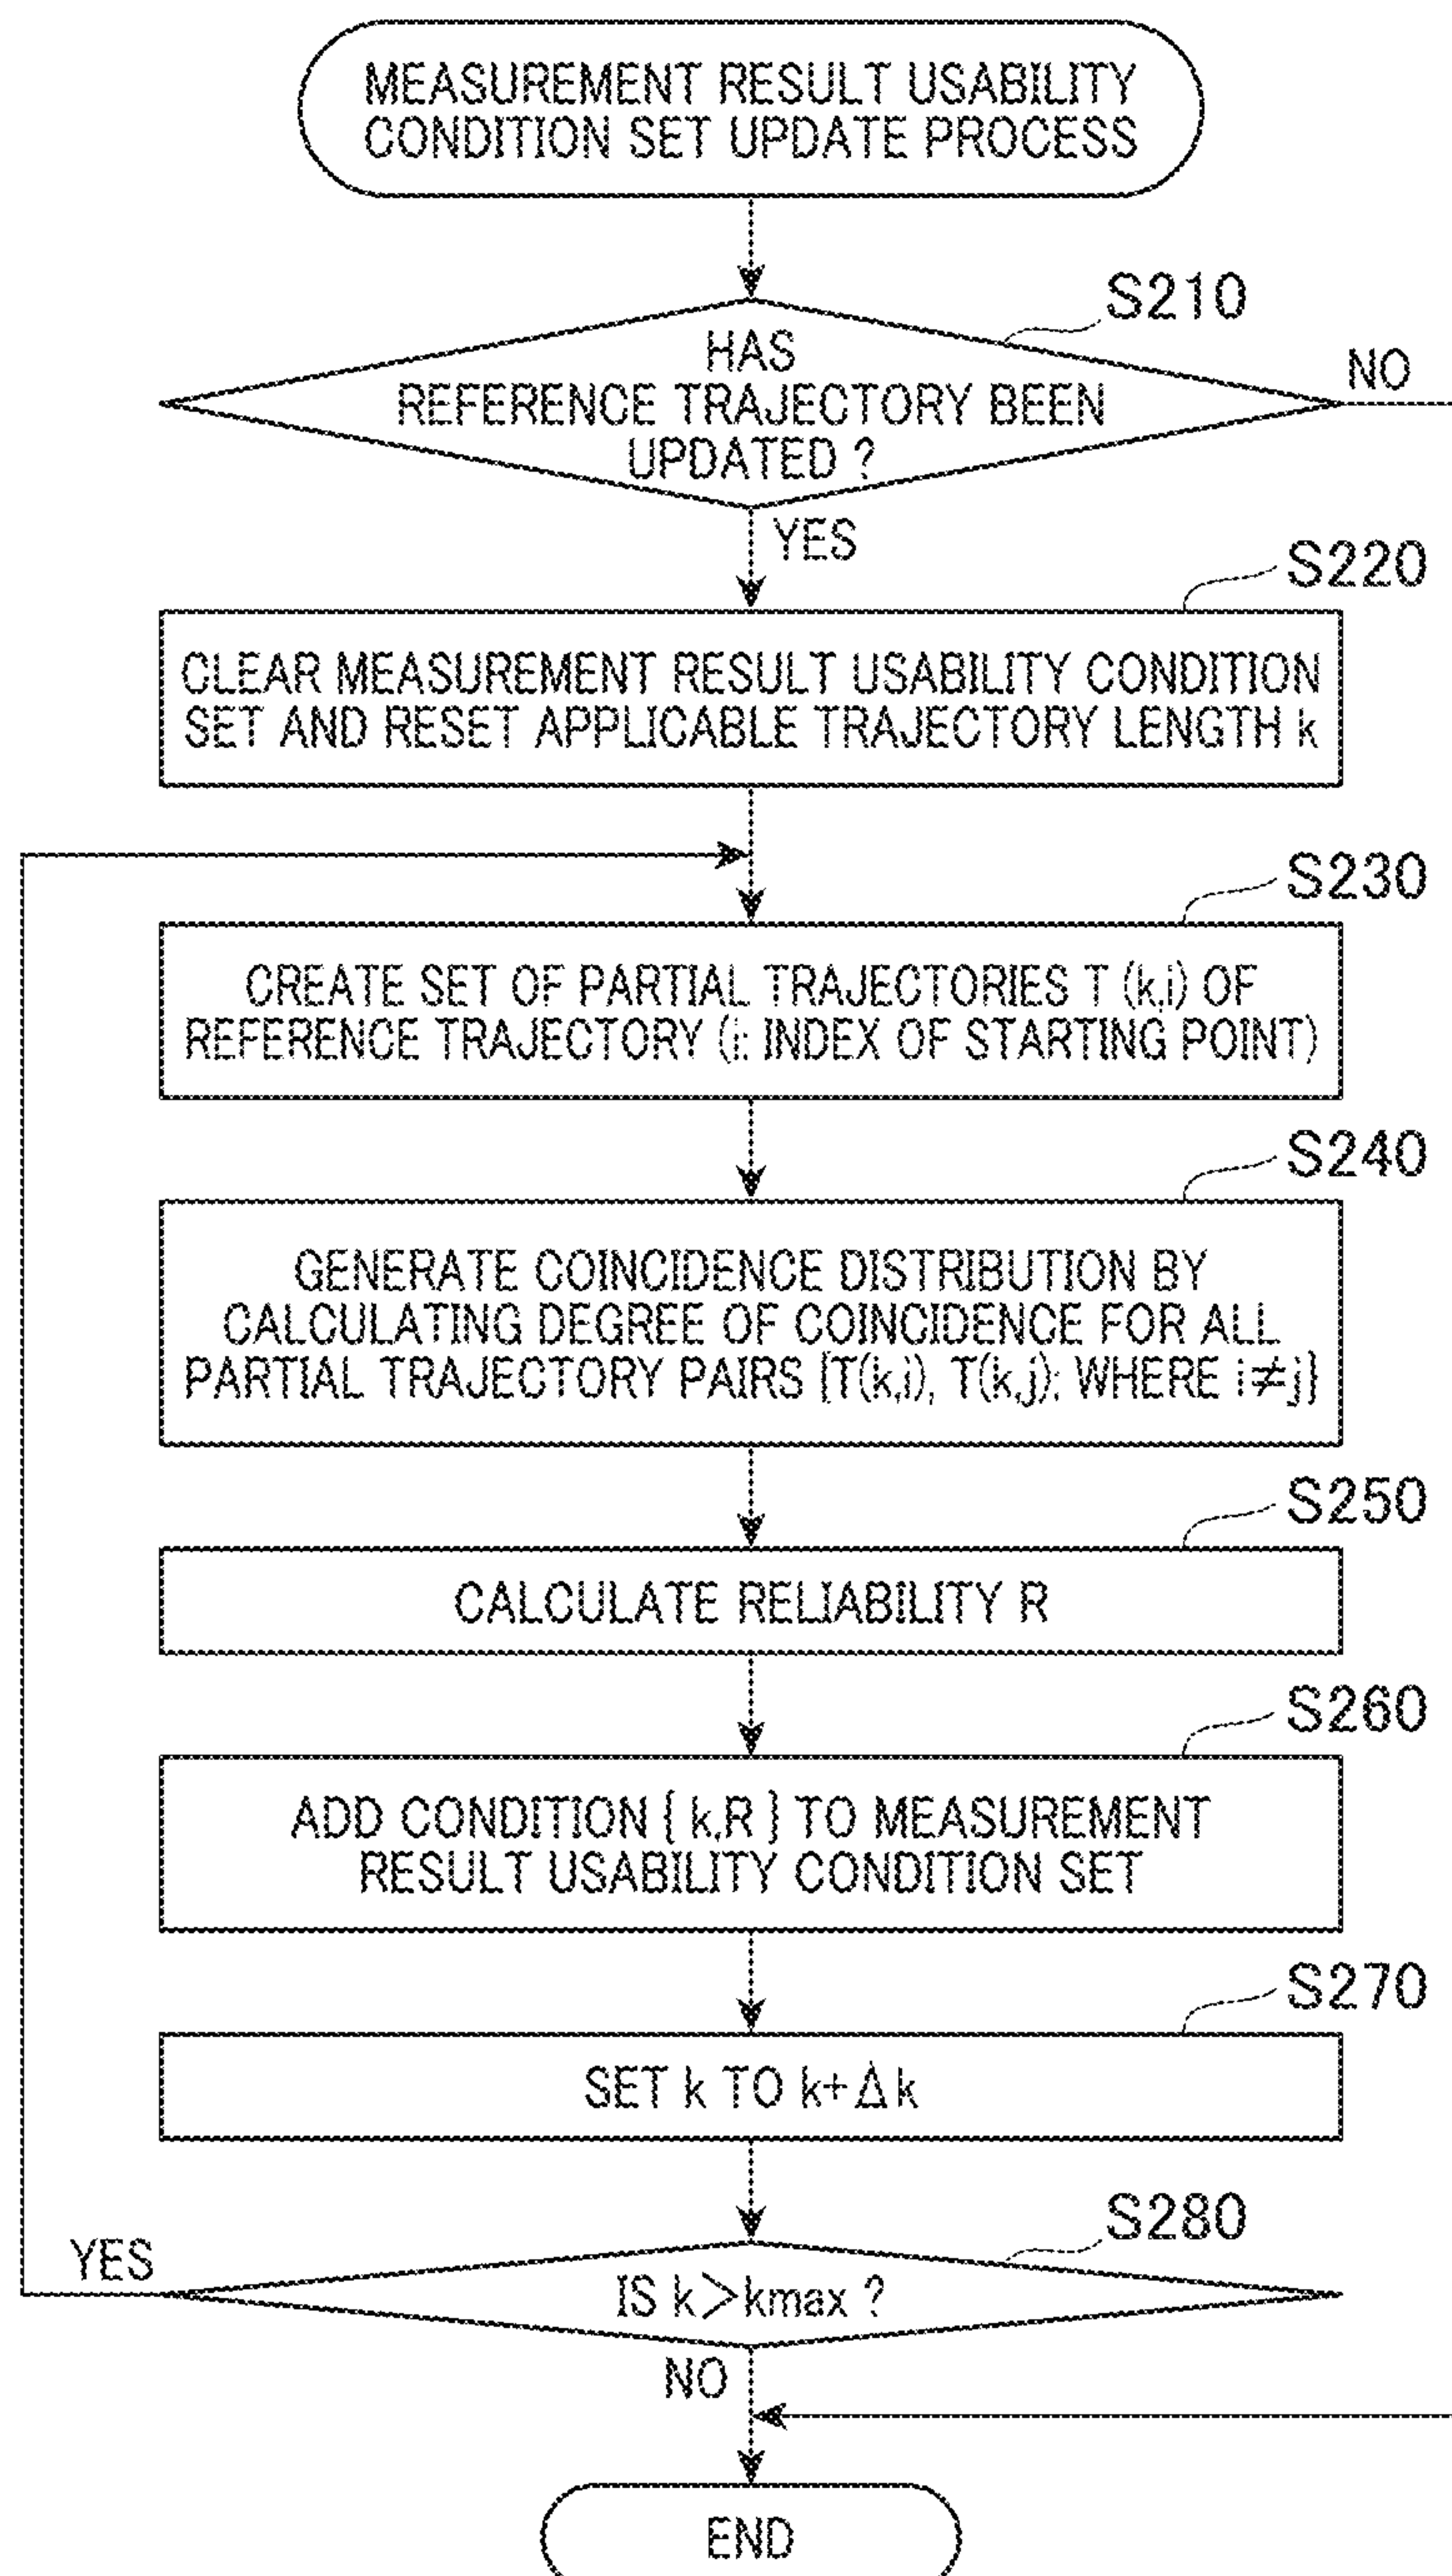 MEASUREMENT RESULT USABILITY
CONDITION SET UPDATE PROCESS
S210
HAS
REFERENCE TRAJECTORY BEEN
UPDATED ?
NO
YES
S220
CLEAR MEASUREMENT RESULT USABILITY CONDITION
SET AND RESET APPLICABLE TRAJECTORY LENGTH k
S230
CREATE SET OF PARTIAL TRAJECTORIES T (k,i) OF
REFERENCE TRAJECTORY (i: INDEX OF STARTING POINT)
S240
GENERATE COINCIDENCE DISTRIBUTION BY
CALCULATING DEGREE OF COINCIDENCE FOR ALL
PARTIAL TRAJECTORY PAIRS {T(k,i), T(k,j); WHERE i≠j}
S250
CALCULATE RELIABILITY R
S260
ADD CONDITION { k,R } TO MEASUREMENT
RESULT USABILITY CONDITION SET
S270
SET k TO k+Δk
S280
YES
IS k>kmax ?
NO
END